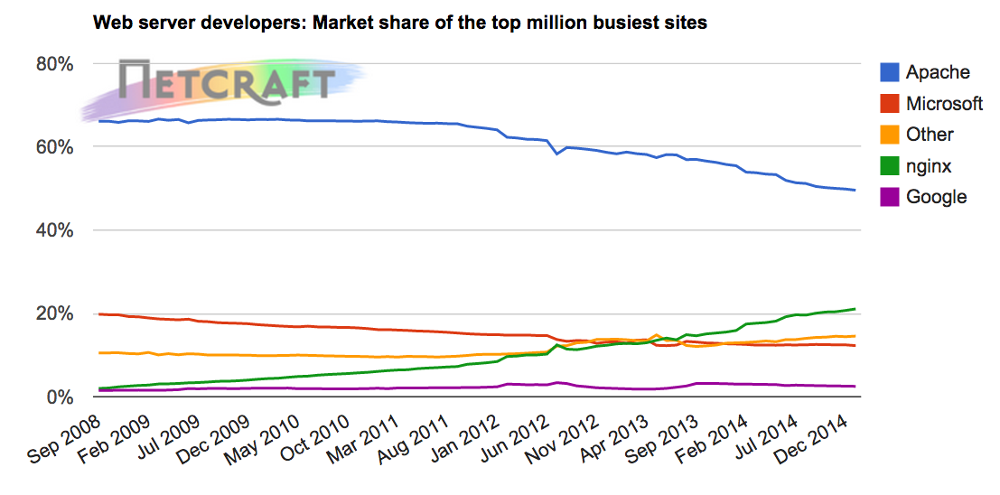 Web server developers: Market share of the top million busiest sites
NETCRAFT
80%
60%
40%
20%
0%
Sep 2008
Feb 2009
Jul 2009
Dec 2009
May 2010
Oct 2010
Mar 2011
Aug 2011
Jan 2012
Jun 2012
Nov 2012
Apr 2013
Sep 2013
Feb 2014
Jul 2014
Dec 2014
Apache
Microsoft
Other
nginx
Google